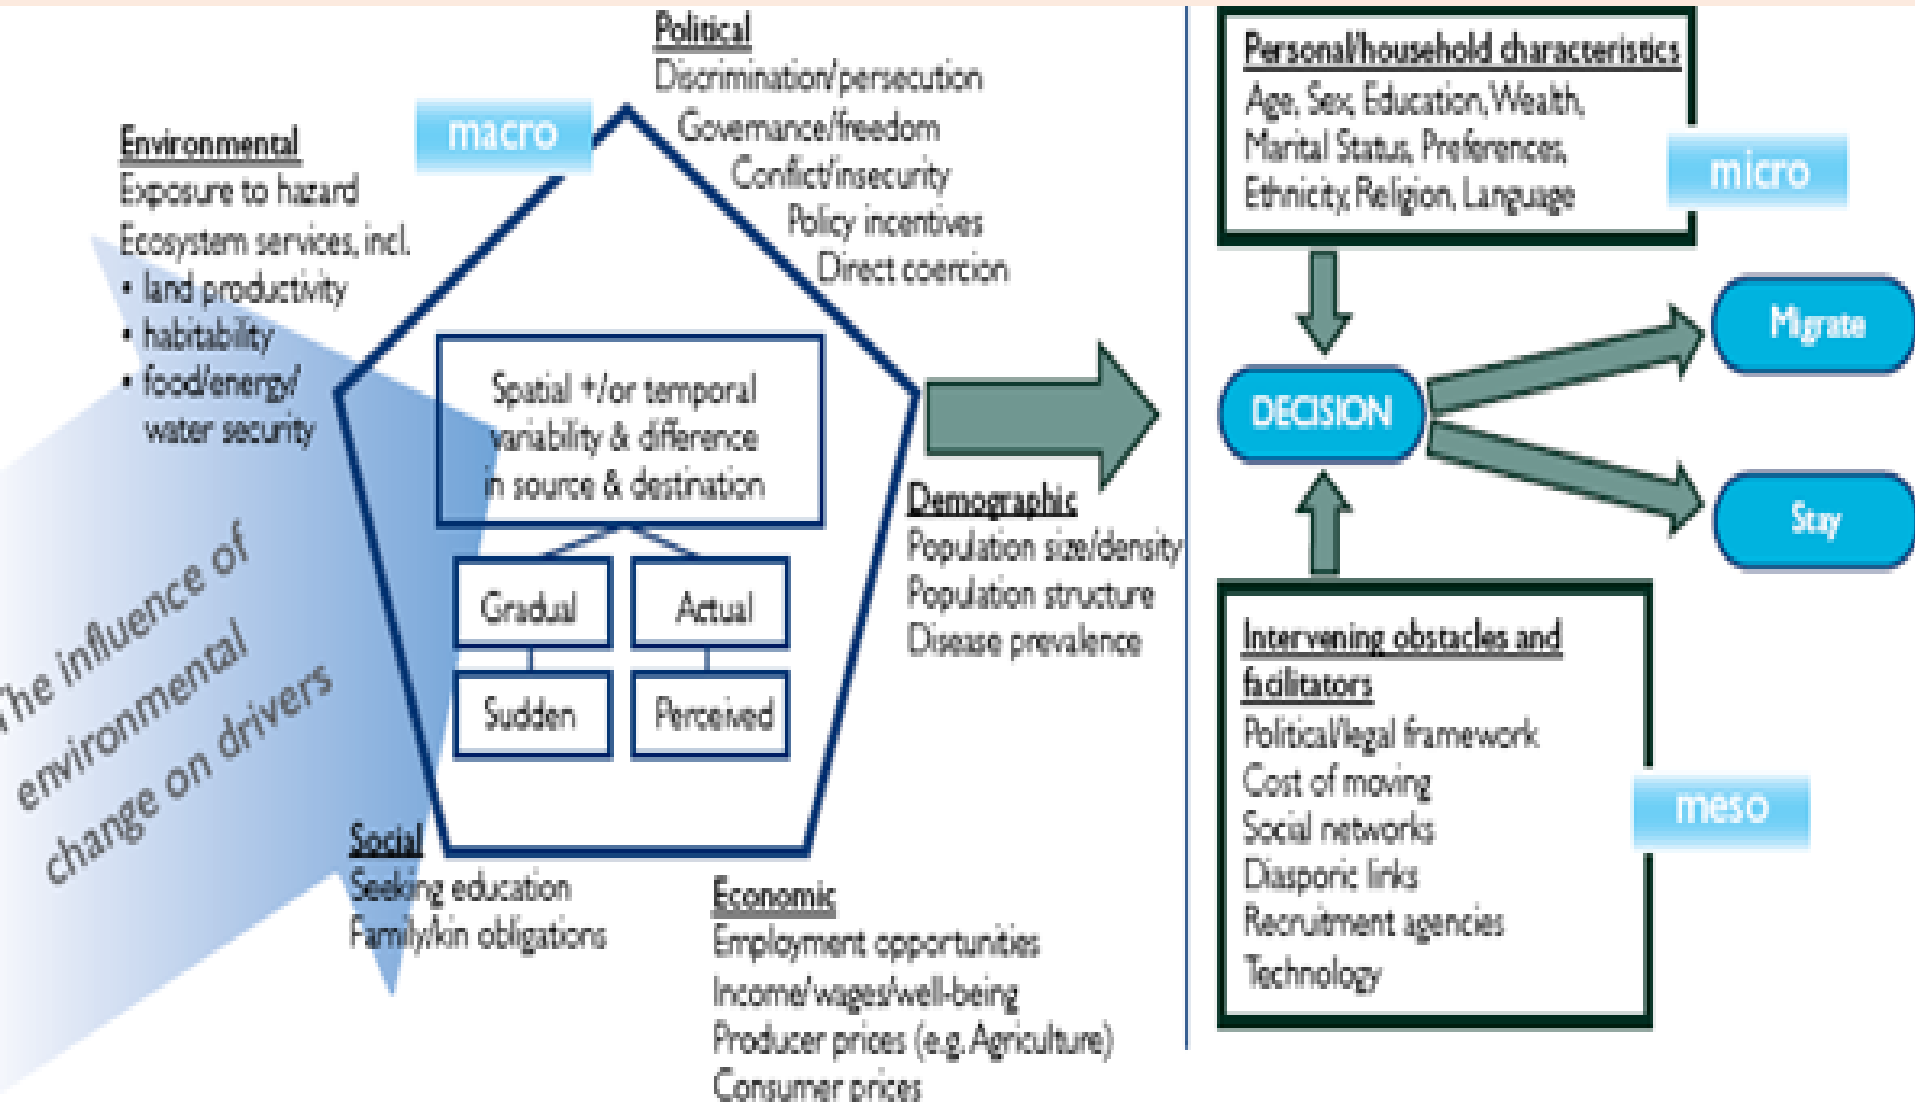 Political
Discrimination/persecution
Governance/freedom
Conflict/insecurity
Policy incentives
Direct coercion
macro
Environmental
Exposure to hazard
Ecosystem services, incl.
• land productivity
• habitability
• food/energy/
water security
Spatial +/or temporal
variability & difference
in source & destination
Gradual
Actual
Sudden
Perceived
The influence of
environmental
change on drivers
Demographic
Population size/density
Population structure
Disease prevalence
Social
Seeking education
Family/kin obligations
Economic
Employment opportunities
Income/wages/well-being
Producer prices (e.g. Agriculture)
Consumer prices
Personal/household characteristics
Age, Sex, Education, Wealth,
Marital Status, Preferences,
Ethnicity, Religion, Language
micro
DECISION
Migrate
Stay
Intervening obstacles and
facilitators
Political/legal framework
Cost of moving
Social networks
Diasporic links
Recruitment agencies
Technology
meso